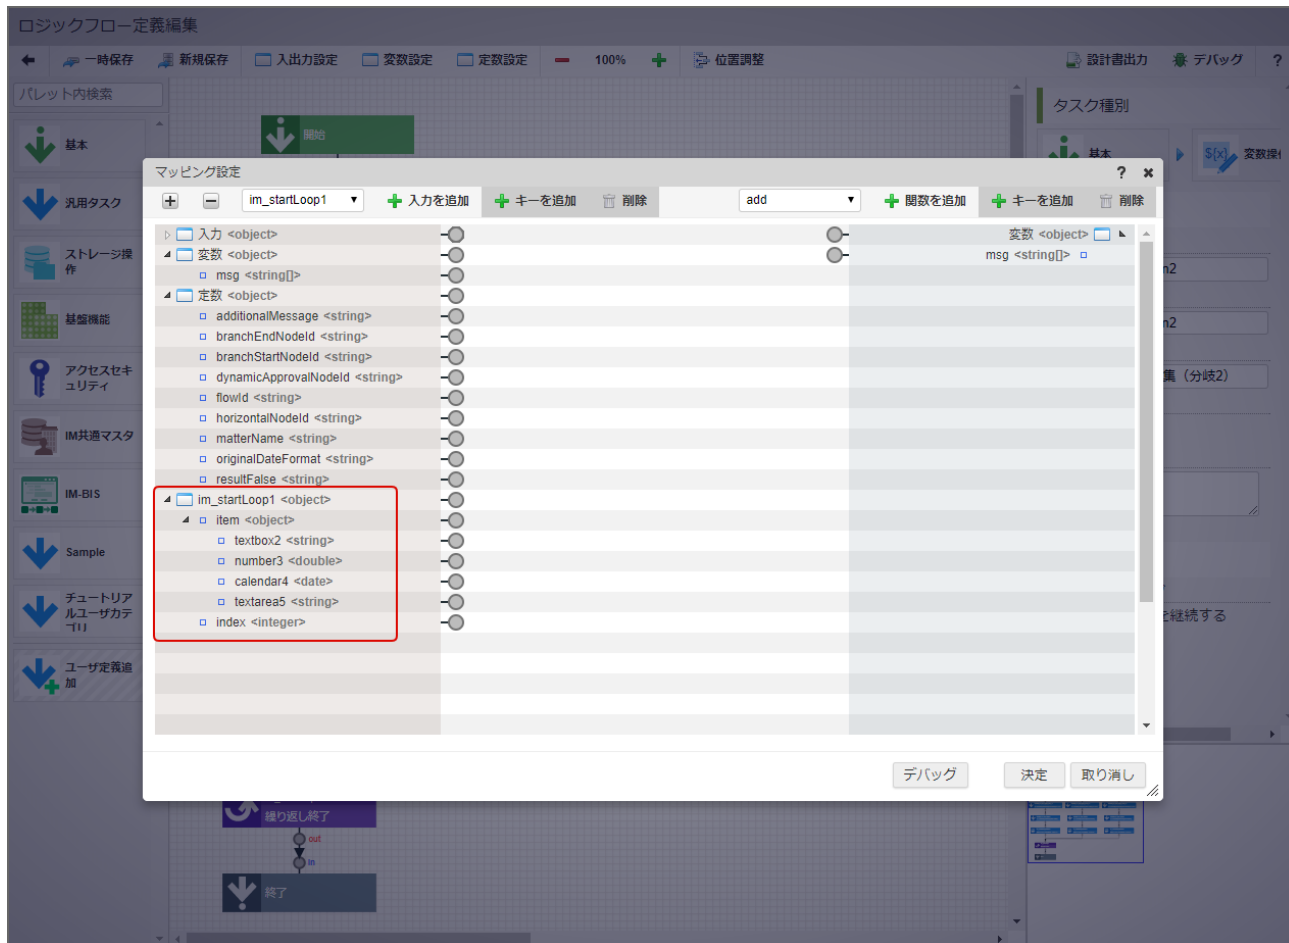 ロジックフロー定義編集
一時保存 新規保存 入出力設定 変数設定 定数設定 100% 位置調整 設計書出力 デバッグ ?
パレット内検索
基本
汎用タスク
ストレージ操作
基盤機能
アクセスセキュリティ
IM共通マスタ
IM-BIS
Sample
チュートリアルユーザカテゴリ
ユーザ定義追加
開始
タスク種別
基本
${x} 変数操作
マッピング設定 ?
im_startLoop1 入力を追加 キーを追加 削除 add 関数を追加 キーを追加 削除
入力 <object>
変数 <object>
msg <string[]>
定数 <object>
additionalMessage <string>
branchEndNodeId <string>
branchStartNodeId <string>
dynamicApprovalNodeId <string>
flowId <string>
horizontalNodeId <string>
matterName <string>
originalDateFormat <string>
resultFalse <string>
im_startLoop1 <object>
item <object>
textbox2 <string>
number3 <double>
calendar4 <date>
textarea5 <string>
index <integer>
変数 <object>
msg <string[]>
デバッグ 決定 取り消し
n2
n2
集（分岐2）
を継続する
繰り返し終了
out
in
終了